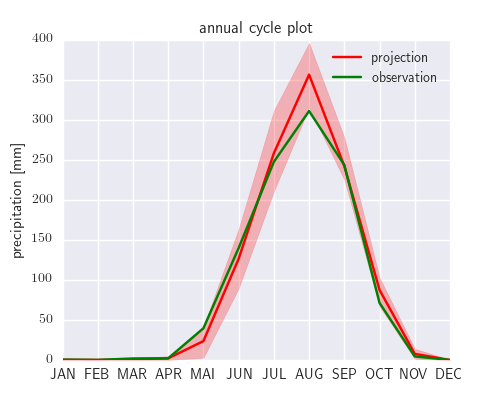 annual cycle plot
projection
observation
precipitation [mm]
400
350
300
250
200
150
100
50
0
JAN FEB MAR APR MAI JUN JUL AUG SEP OCT NOV DEC